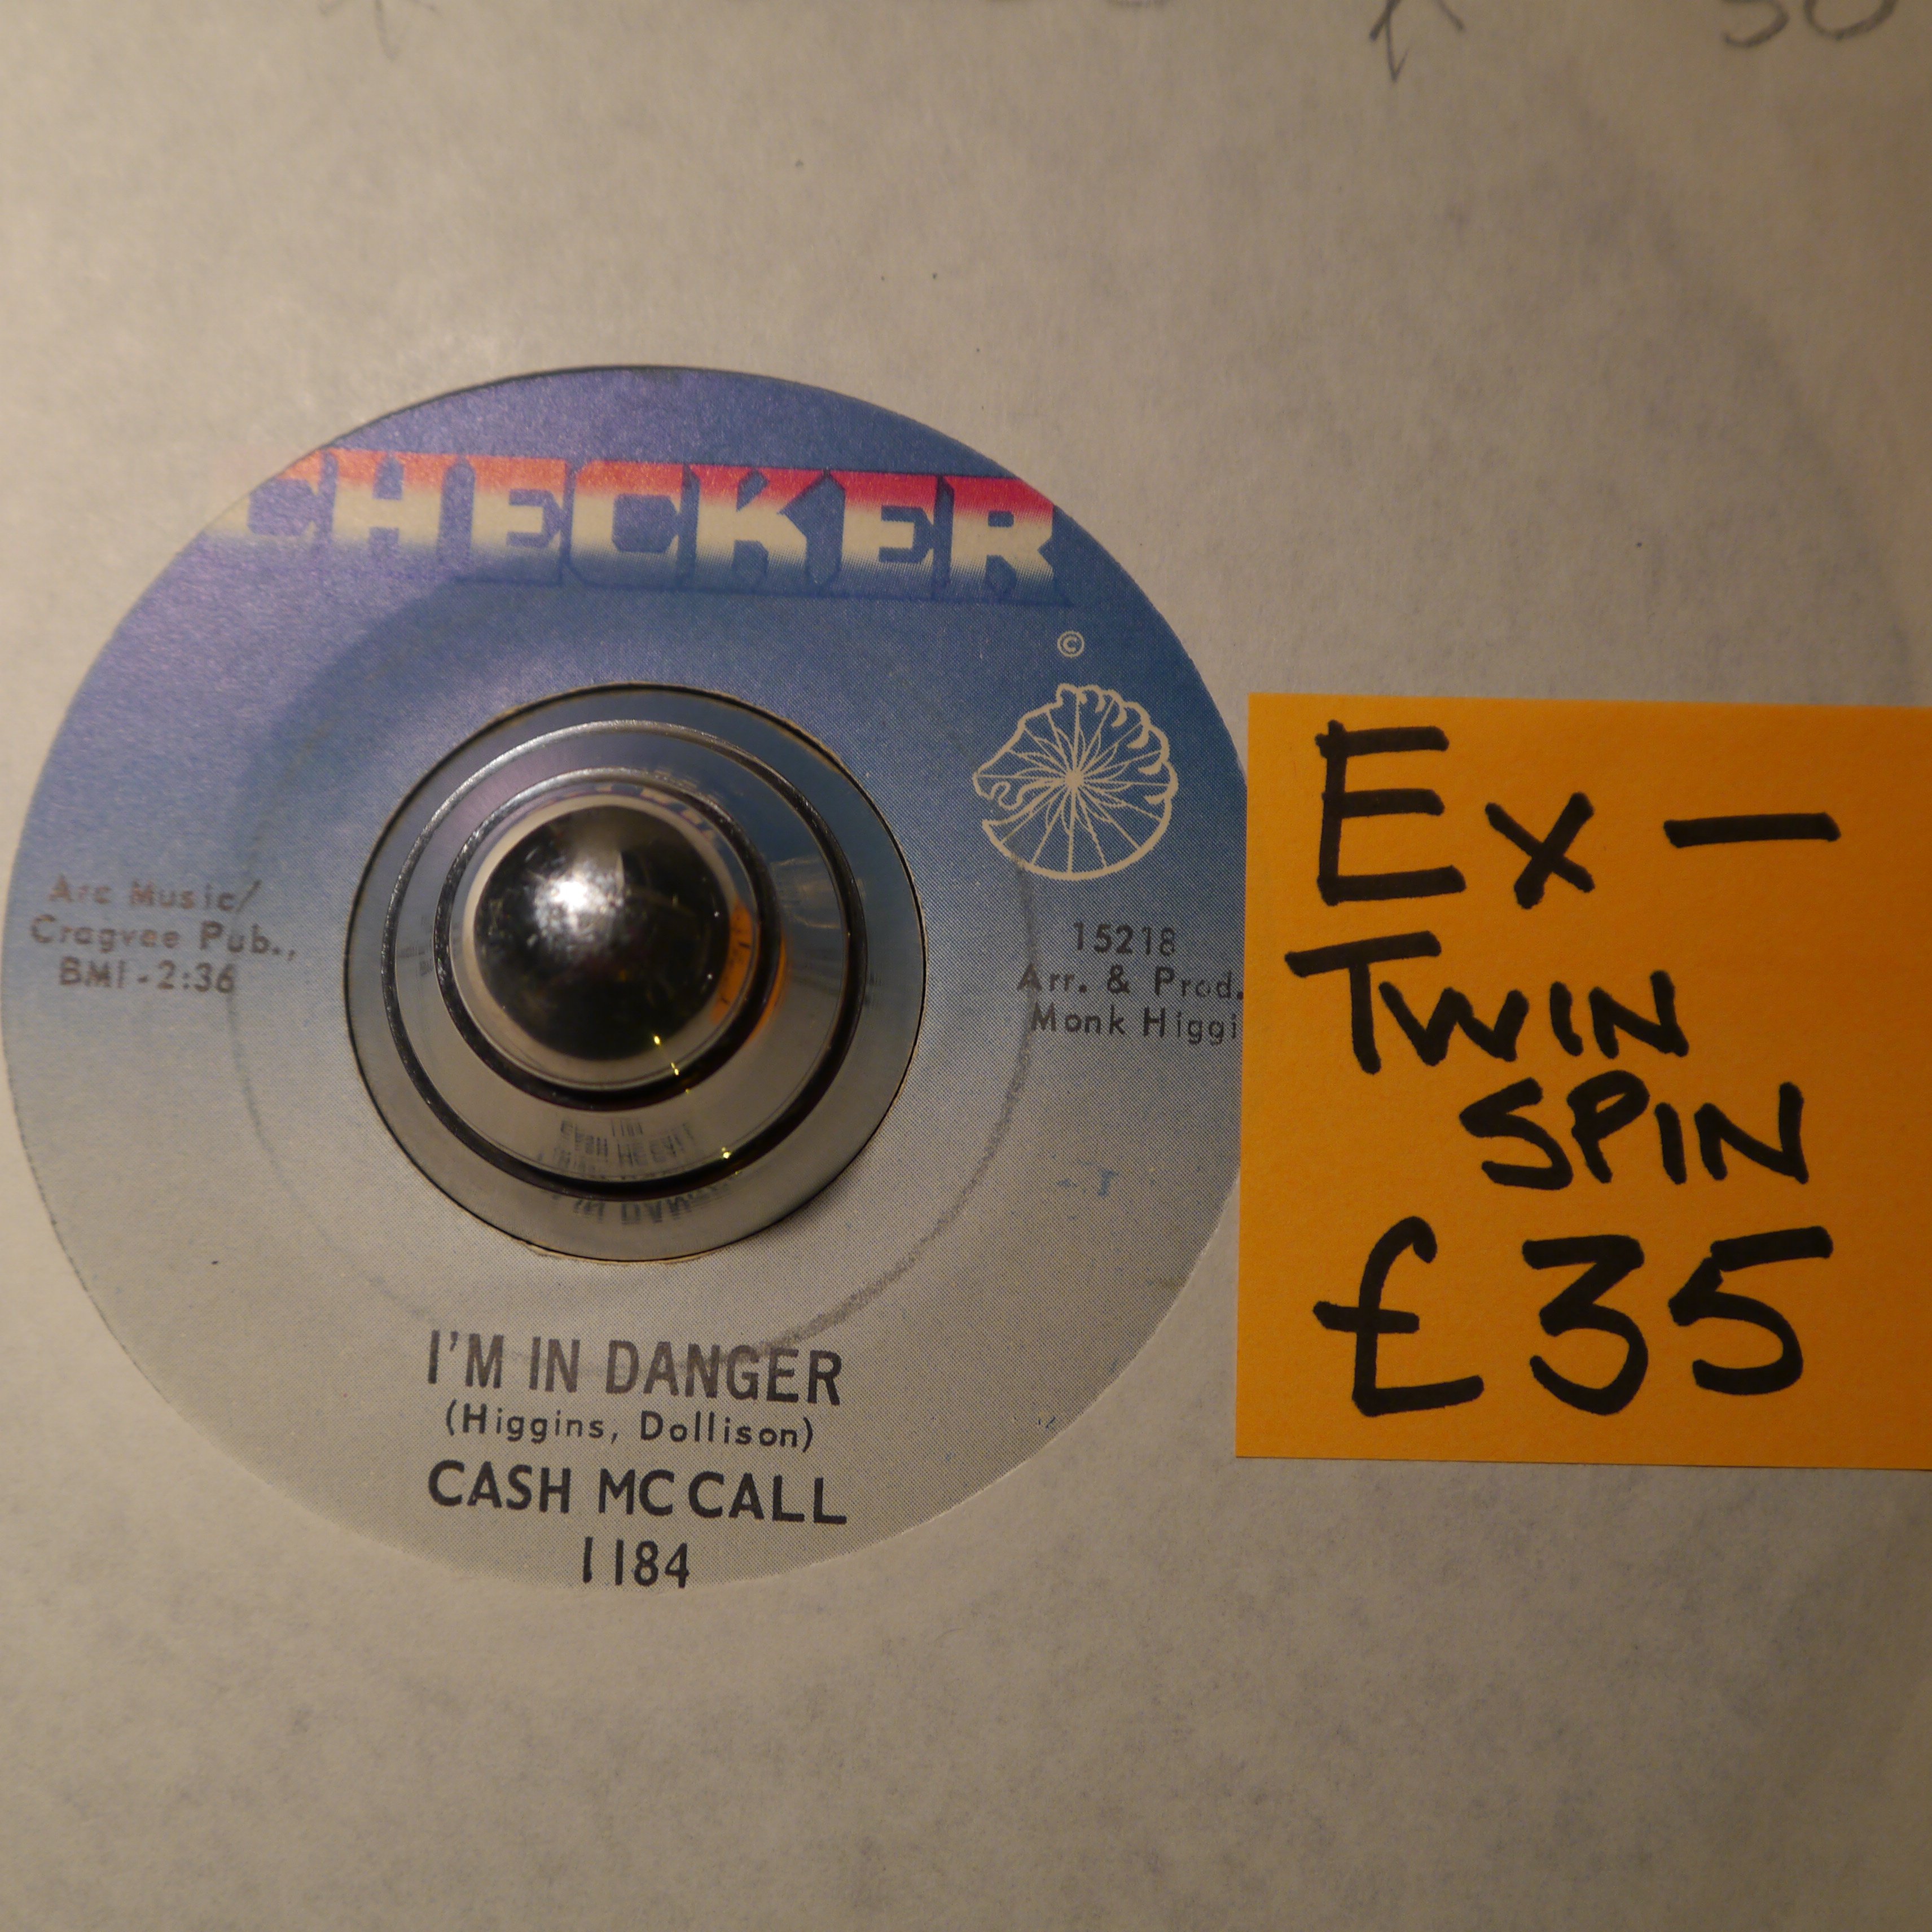 50
CHECKER
©
Arc Music/
Cragvee Pub.,
BMI - 2:36
15218
Arr. & Prod.
Monk Higgi
I'M IN DANGER
(Higgins, Dollison)
CASH MC CALL
1184
Ex -
TWIN
SPIN
£35